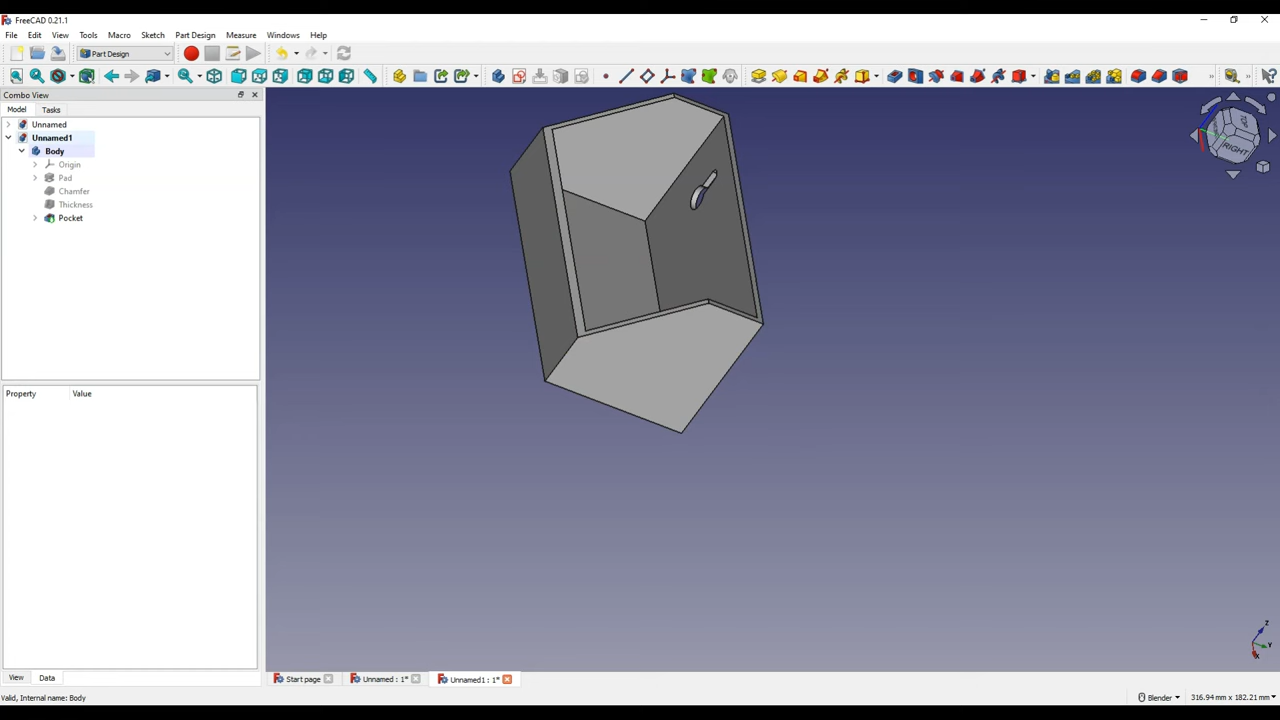 FreeCAD 0.21.1
File Edit View Tools Macro Sketch Part Design Measure Windows Help
Part Design
Combo View
Model Tasks
Unnamed
Unnamed1
Body
Origin
Pad
Chamfer
Thickness
Pocket
RIGHT
Property Value
Z
Y
X
View Data
Start page Unnamed : 1* Unnamed1 : 1*
Valid, Internal name: Body
Blender 316.94 mm x 182.21 mm